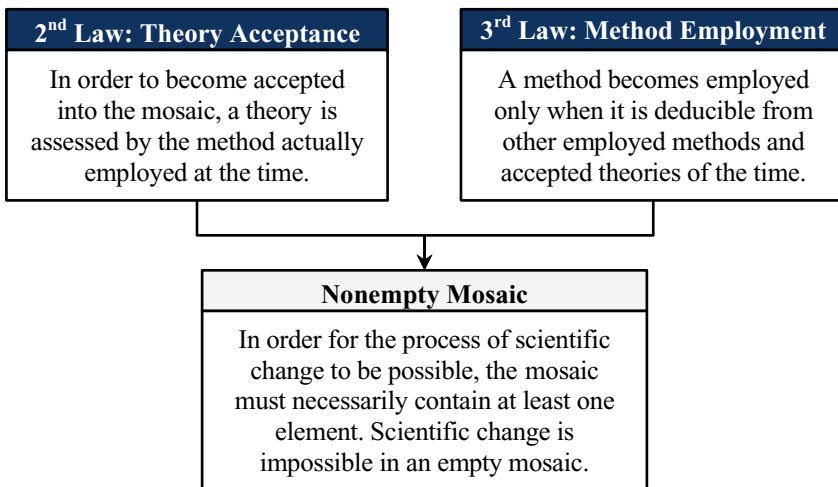 2nd Law: Theory Acceptance
In order to become accepted
into the mosaic, a theory is
assessed by the method actually
employed at the time.
3rd Law: Method Employment
A method becomes employed
only when it is deducible from
other employed methods and
accepted theories of the time.
Nonempty Mosaic
In order for the process of scientific
change to be possible, the mosaic
must necessarily contain at least one
element. Scientific change is
impossible in an empty mosaic.